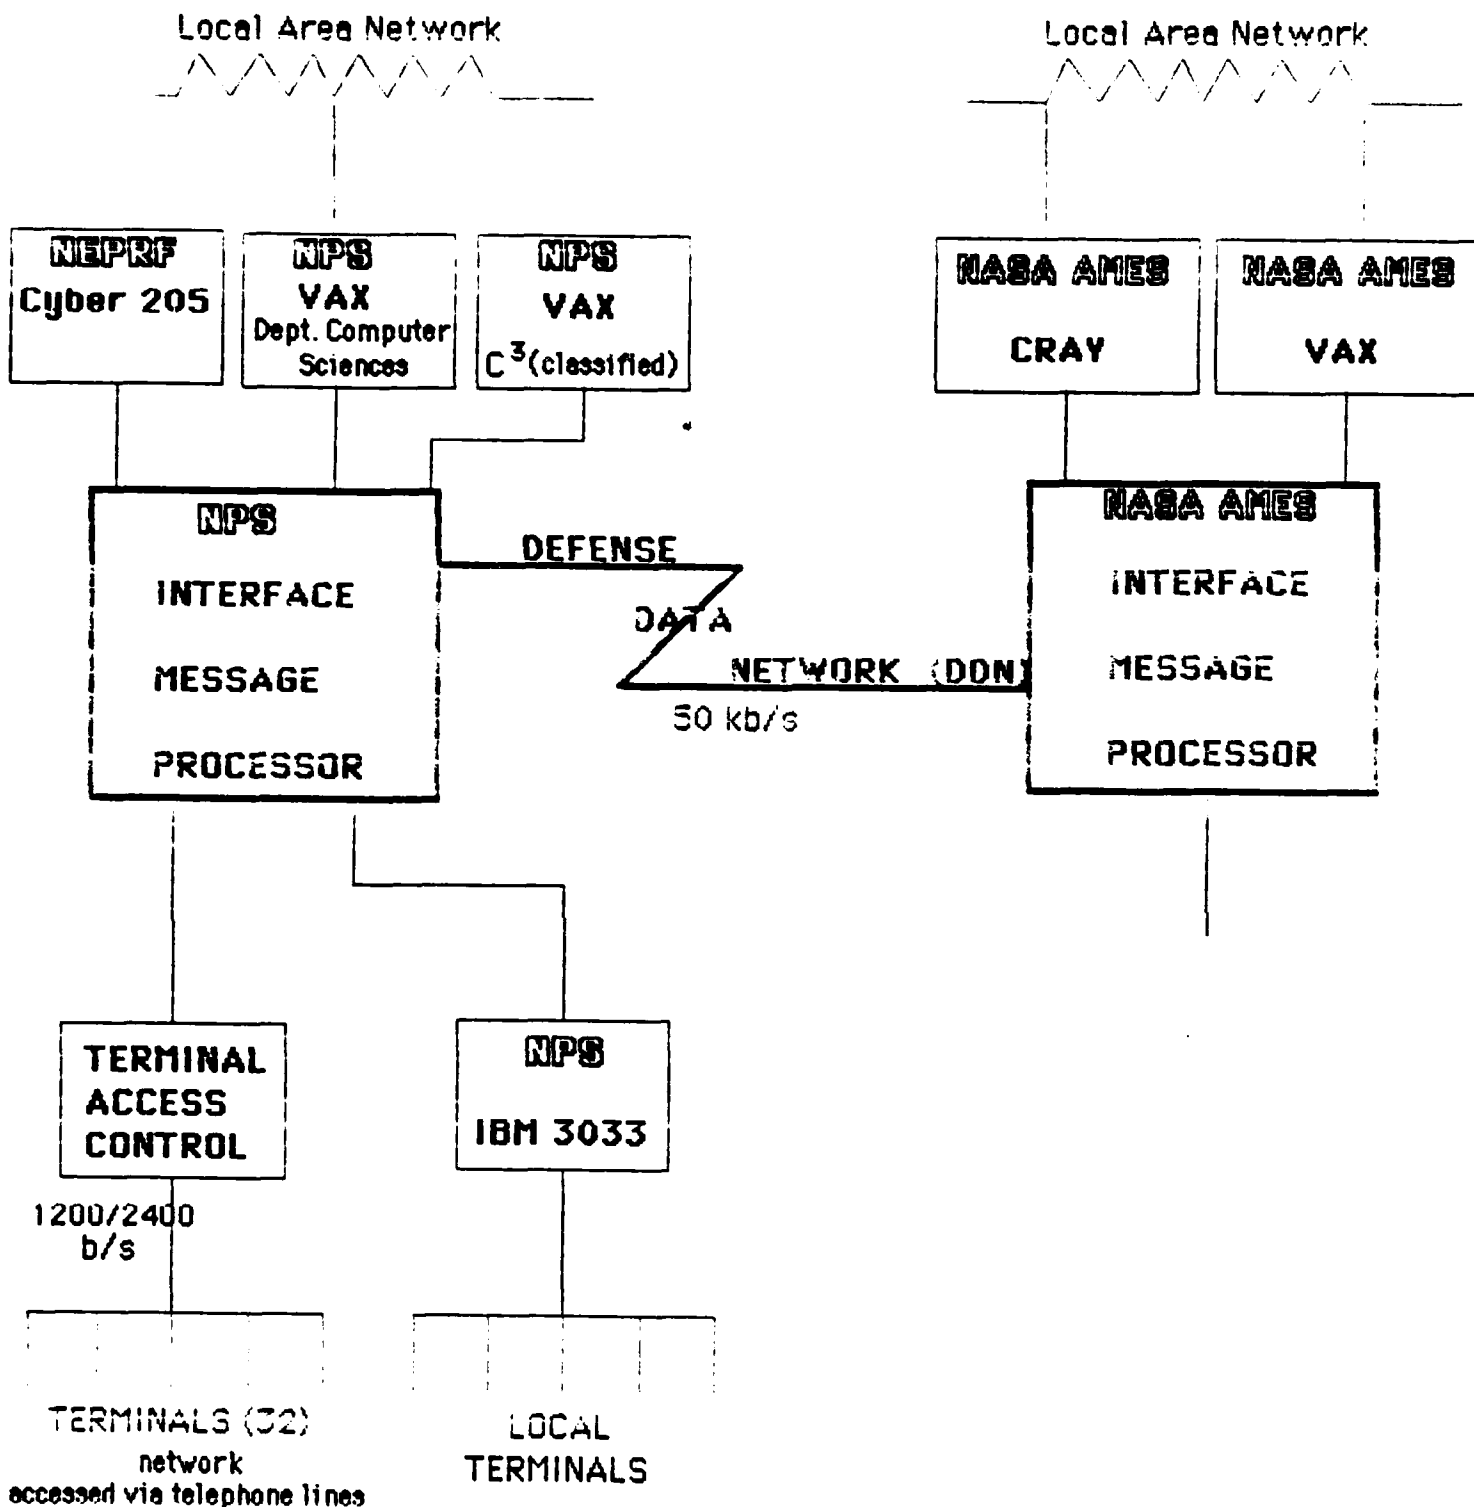 Local Area Network
Local Area Network
NEPRF
Cyber 205
NPS
VAX
Dept. Computer
Sciences
NPS
VAX
C³(classified)
NASA AMES
CRAY
NASA AMES
VAX
NPS
INTERFACE
MESSAGE
PROCESSOR
DEFENSE
DATA
NETWORK (DDN)
50 kb/s
NASA AMES
INTERFACE
MESSAGE
PROCESSOR
TERMINAL
ACCESS
CONTROL
NPS
IBM 3033
1200/2400
b/s
TERMINALS (32)
network
accessed via telephone lines
LOCAL
TERMINALS